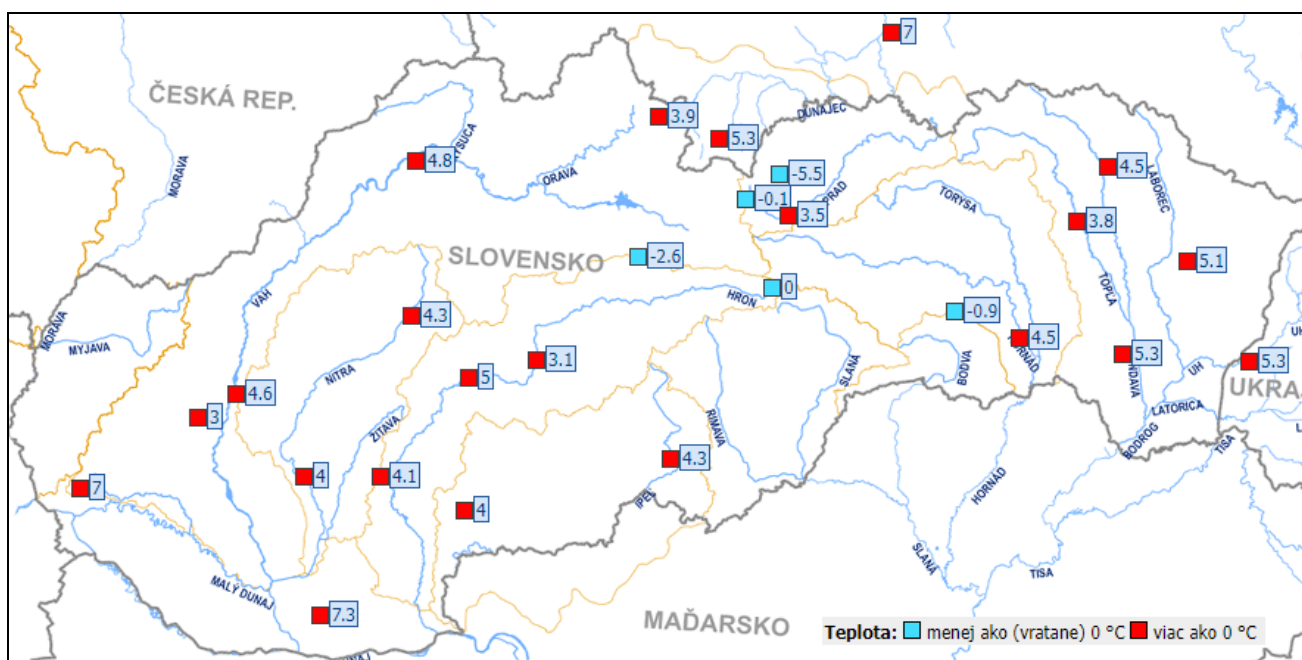 7
ČESKÁ REP.
DUNAJEC
3.9
5.3
4.8
4.5
LABOREC
MORAVA
ORAVA
-5.5
-0.1
3.5
TORYSA
3.8
SLOVENSKO
-2.6
5.1
TOPĽA
0
HRON
VÁH
4.3
-0.9
MORAVA
MYJAVA
4.5
3.1
5
5.3
5.3
UH
SLANÁ
BODVA
HORNÁD
NITRA
4.6
3
UKRA
LATORICA
ŽITAVA
RIMAVA
BODROG
TISA
4.3
4
4.1
7
4
IPEĽ
HORNÁD
SLANÁ
TISA
MALÝ DUNAJ
7.3
MAĎARSKO
Teplota: menej ako (vratane) 0 °C viac ako 0 °C